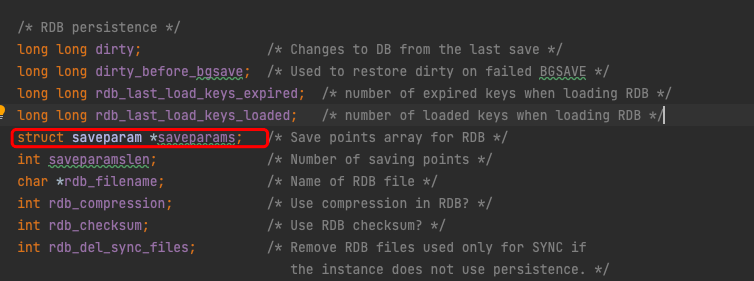 /* RDB persistence */
long long dirty; /* Changes to DB from the last save */
long long dirty_before_bgsave; /* Used to restore dirty on failed BGSAVE */
long long rdb_last_load_keys_expired; /* number of expired keys when loading RDB */
long long rdb_last_load_keys_loaded; /* number of loaded keys when loading RDB */
struct saveparam *saveparams; /* Save points array for RDB */
int saveparamslen; /* Number of saving points */
char *rdb_filename; /* Name of RDB file */
int rdb_compression; /* Use compression in RDB? */
int rdb_checksum; /* Use RDB checksum? */
int rdb_del_sync_files; /* Remove RDB files used only for SYNC if
the instance does not use persistence. */